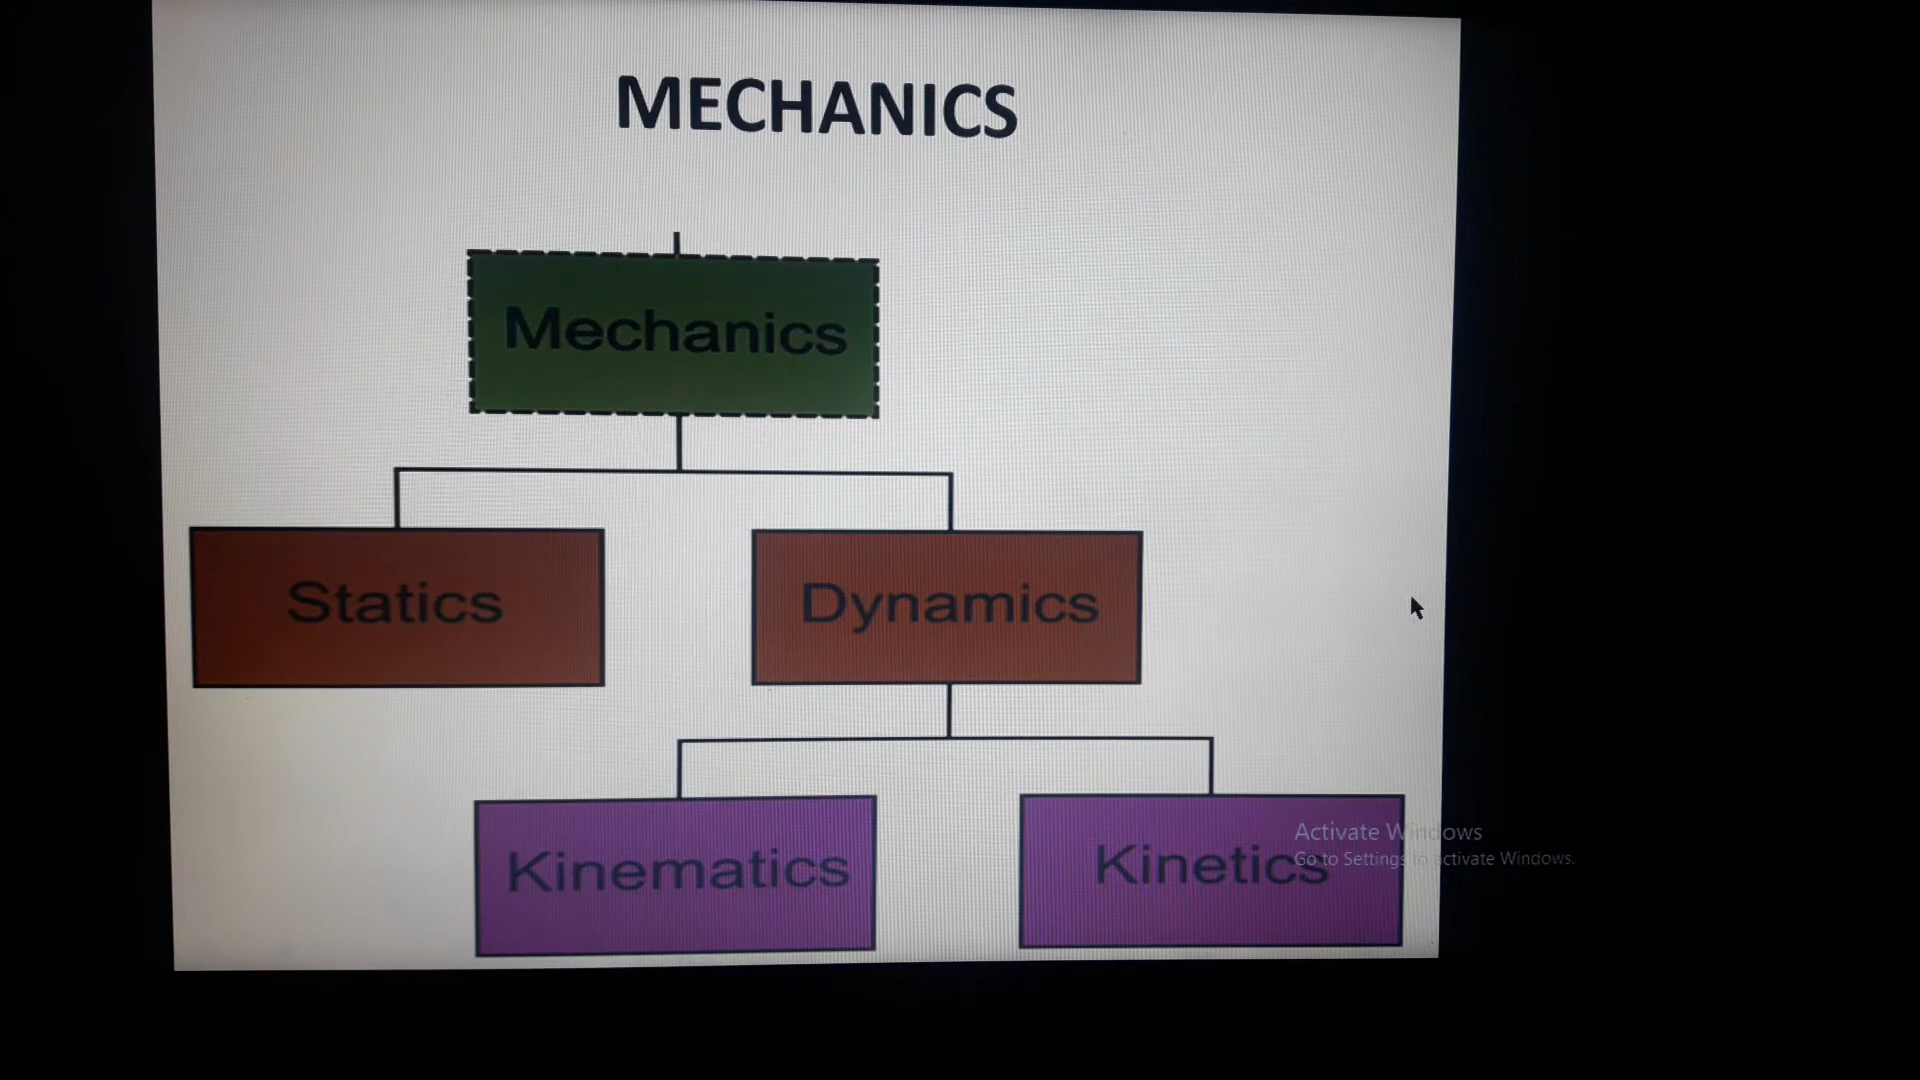 MECHANICS
Mechanics
Statics
Dynamics
Kinematics
Kinetics
Activate Windows
Go to Settings to activate Windows.